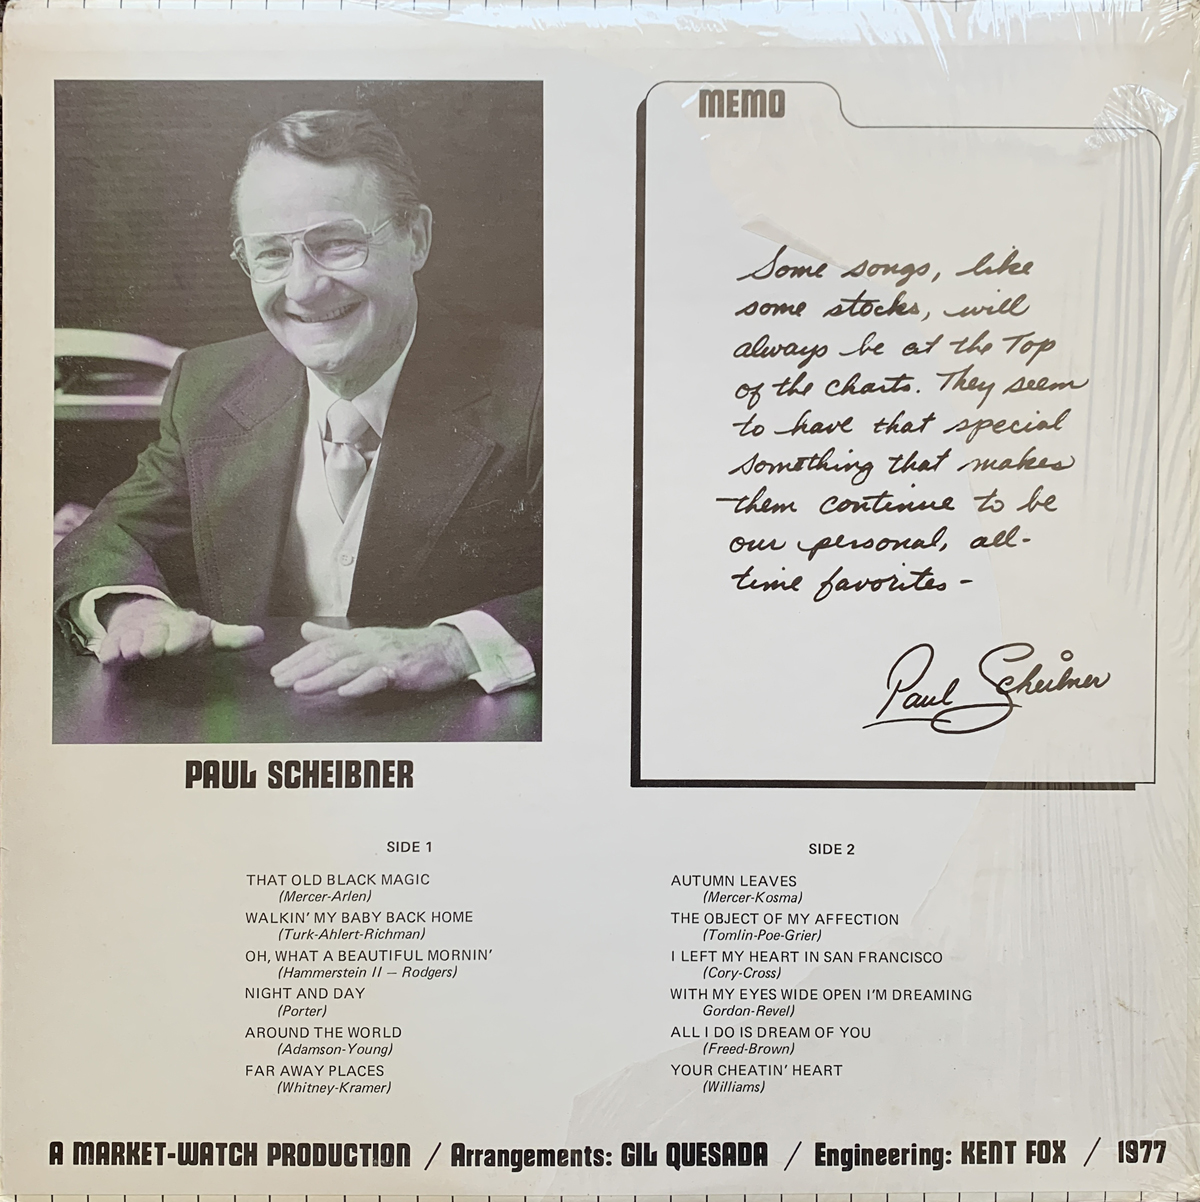 MEMO
Some songs, like
some stocks, will
always be at the Top
of the charts. They seem
to have that special
something that makes
them continue to be
our personal, all-
time favorites -
Paul Scheibner
PAUL SCHEIBNER
SIDE 1
THAT OLD BLACK MAGIC
(Mercer-Arlen)
WALKIN' MY BABY BACK HOME
(Turk-Ahlert-Richman)
OH, WHAT A BEAUTIFUL MORNIN'
(Hammerstein II – Rodgers)
NIGHT AND DAY
(Porter)
AROUND THE WORLD
(Adamson-Young)
FAR AWAY PLACES
(Whitney-Kramer)
SIDE 2
AUTUMN LEAVES
(Mercer-Kosma)
THE OBJECT OF MY AFFECTION
(Tomlin-Poe-Grier)
I LEFT MY HEART IN SAN FRANCISCO
(Cory-Cross)
WITH MY EYES WIDE OPEN I'M DREAMING
Gordon-Revel)
ALL I DO IS DREAM OF YOU
(Freed-Brown)
YOUR CHEATIN' HEART
(Williams)
A MARKET-WATCH PRODUCTION / Arrangements: GIL QUESADA / Engineering: KENT FOX / 1977